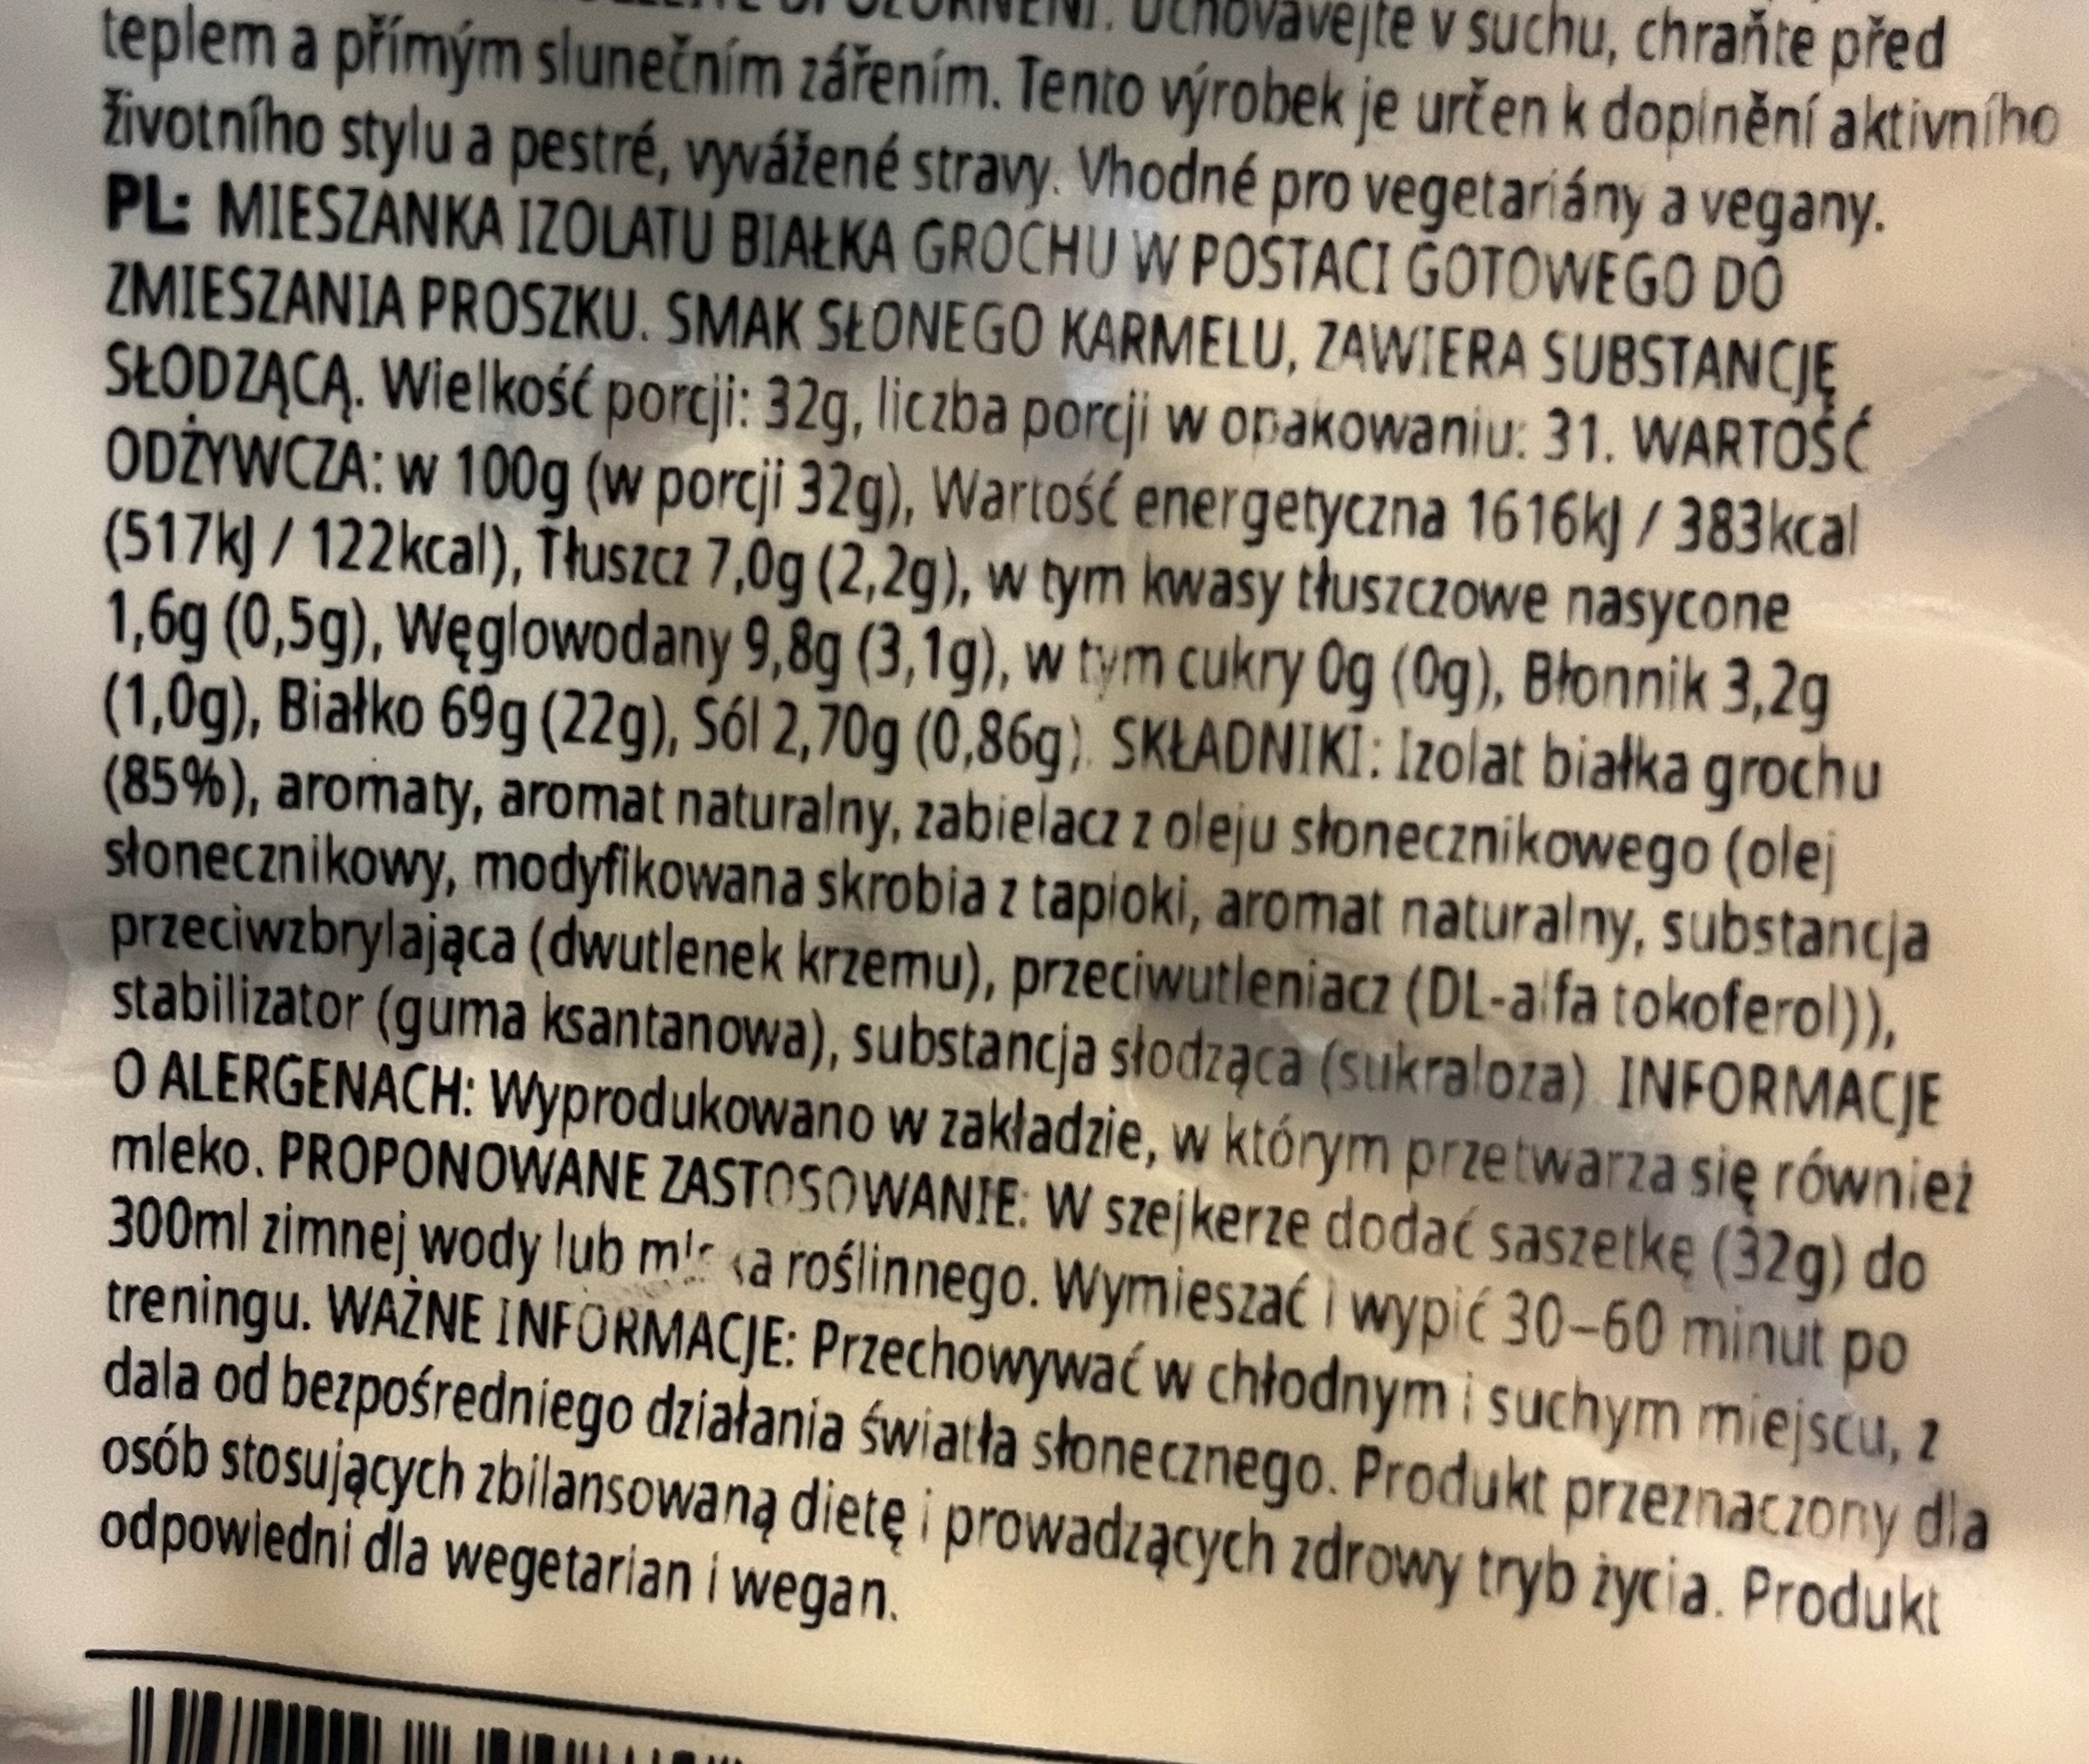 UPOZORNĚNÍ: Uchovávejte v suchu, chraňte před
teplem a přímým slunečním zářením. Tento výrobek je určen k doplnění aktivního
životního stylu a pestré, vyvážené stravy. Vhodné pro vegetariány a vegany.
PL: MIESZANKA IZOLATU BIAŁKA GROCHU W POSTACI GOTOWEGO DO
ZMIESZANIA PROSZKU. SMAK SŁONEGO KARMELU, ZAWIERA SUBSTANCJĘ
SŁODZĄCĄ. Wielkość porcji: 32g, liczba porcji w opakowaniu: 31. WARTOŚĆ
ODŻYWCZA: w 100g (w porcji 32g), Wartość energetyczna 1616kJ / 383kcal
(517kJ / 122kcal), Tłuszcz 7,0g (2,2g), w tym kwasy tłuszczowe nasycone
1,6g (0,5g), Węglowodany 9,8g (3,1g), w tym cukry 0g (0g), Błonnik 3,2g
(1,0g), Białko 69g (22g), Sól 2,70g (0,86g). SKŁADNIKI: Izolat białka grochu
(85%), aromaty, aromat naturalny, zabielacz z oleju słonecznikowego (olej
słonecznikowy, modyfikowana skrobia z tapioki, aromat naturalny, substancja
przeciwzbrylająca (dwutlenek krzemu), przeciwutleniacz (DL-alfa tokoferol)),
stabilizator (guma ksantanowa), substancja słodząca (sukraloza). INFORMACJE
O ALERGENACH: Wyprodukowano w zakładzie, w którym przetwarza się również
mleko. PROPONOWANE ZASTOSOWANIE: W szejkerze dodać saszetkę (32g) do
300ml zimnej wody lub mleka roślinnego. Wymieszać i wypić 30–60 minut po
treningu. WAŻNE INFORMACJE: Przechowywać w chłodnym i suchym miejscu, z
dala od bezpośredniego działania światła słonecznego. Produkt przeznaczony dla
osób stosujących zbilansowaną dietę i prowadzących zdrowy tryb życia. Produkt
odpowiedni dla wegetarian i wegan.